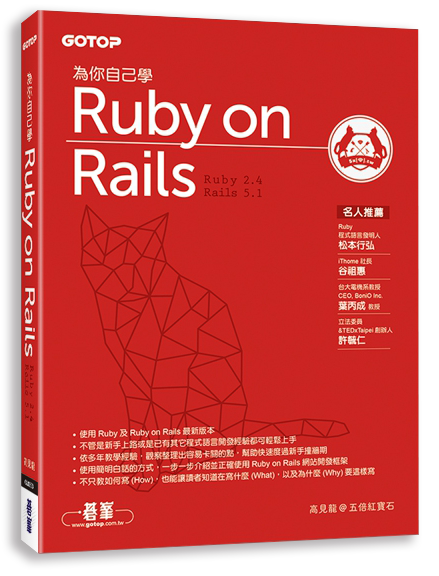 GOTOP
為你自己學
Ruby on
Rails
Ruby 2.4
Rails 5.1
名人推薦
Ruby
程式語言發明人
松本行弘
iThome 社長
谷祖惠
台大電機系教授
CEO, BoniO Inc.
葉丙成 教授
立法委員
&TEDxTaipei 創辦人
許毓仁
• 使用 Ruby 及 Ruby on Rails 最新版本
• 不管是新手上路或是已有其它程式語言開發經驗都可輕鬆上手
• 依多年教學經驗，觀察整理出容易卡關的點，幫助快速度過新手撞牆期
• 使用簡明白話的方式，一步一步介紹並正確使用 Ruby on Rails 網站開發框架
• 不只教如何寫 (How)，也能讓讀者知道在寫什麼 (What)，以及為什麼 (Why) 要這樣寫
碁峯
www.gotop.com.tw
高見龍@五倍紅寶石
為你自己學 Ruby on Rails
高見龍